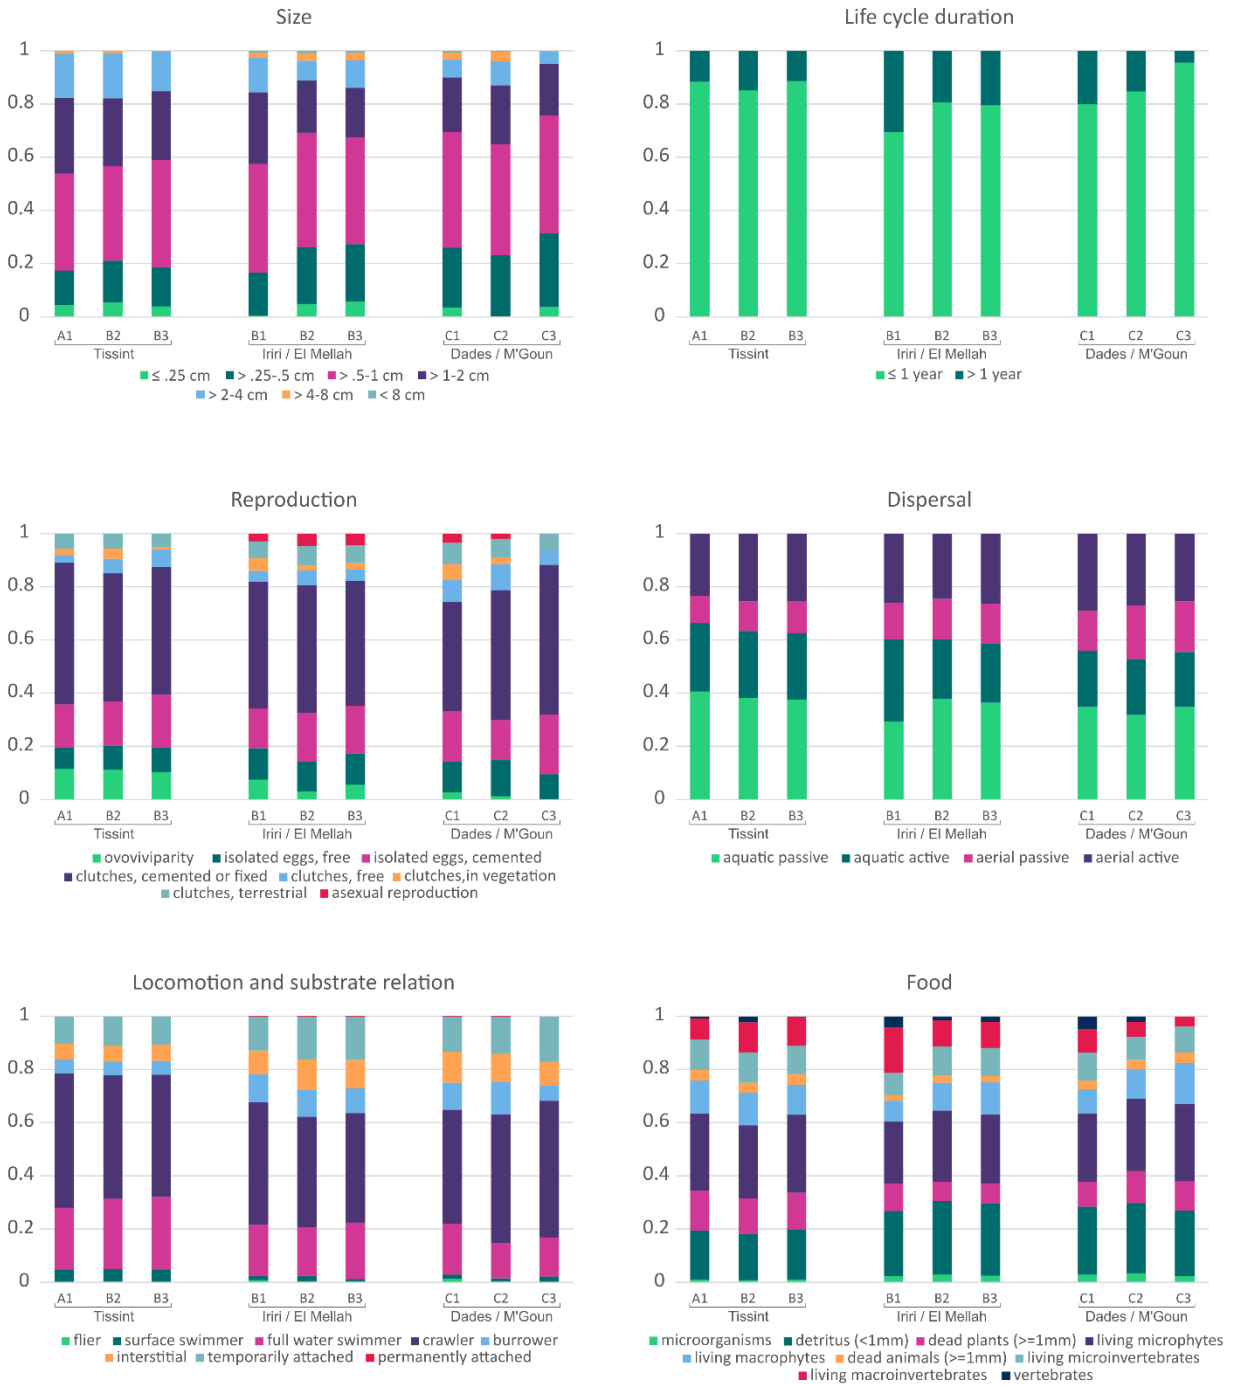 Size
1
0.8
0.6
0.4
0.2
0
A1 B2 B3 B1 B2 B3 C1 C2 C3
Tissint Iriri / El Mellah Dades / M'Goun
≤ .25 cm > .25-.5 cm > .5-1 cm > 1-2 cm
> 2-4 cm > 4-8 cm < 8 cm
Life cycle duration
1
0.8
0.6
0.4
0.2
0
A1 B2 B3 B1 B2 B3 C1 C2 C3
Tissint Iriri / El Mellah Dades / M'Goun
≤ 1 year > 1 year
Reproduction
1
0.8
0.6
0.4
0.2
0
A1 B2 B3 B1 B2 B3 C1 C2 C3
Tissint Iriri / El Mellah Dades / M'Goun
ovoviviparity isolated eggs, free isolated eggs, cemented
clutches, cemented or fixed clutches, free clutches,in vegetation
clutches, terrestrial asexual reproduction
Dispersal
1
0.8
0.6
0.4
0.2
0
A1 B2 B3 B1 B2 B3 C1 C2 C3
Tissint Iriri / El Mellah Dades / M'Goun
aquatic passive aquatic active aerial passive aerial active
Locomotion and substrate relation
1
0.8
0.6
0.4
0.2
0
A1 B2 B3 B1 B2 B3 C1 C2 C3
Tissint Iriri / El Mellah Dades / M'Goun
flier surface swimmer full water swimmer crawler burrower
interstitial temporarily attached permanently attached
Food
1
0.8
0.6
0.4
0.2
0
A1 B2 B3 B1 B2 B3 C1 C2 C3
Tissint Iriri / El Mellah Dades / M'Goun
microorganisms detritus (<1mm) dead plants (>=1mm) living microphytes
living macrophytes dead animals (>=1mm) living microinvertebrates
living macroinvertebrates vertebrates